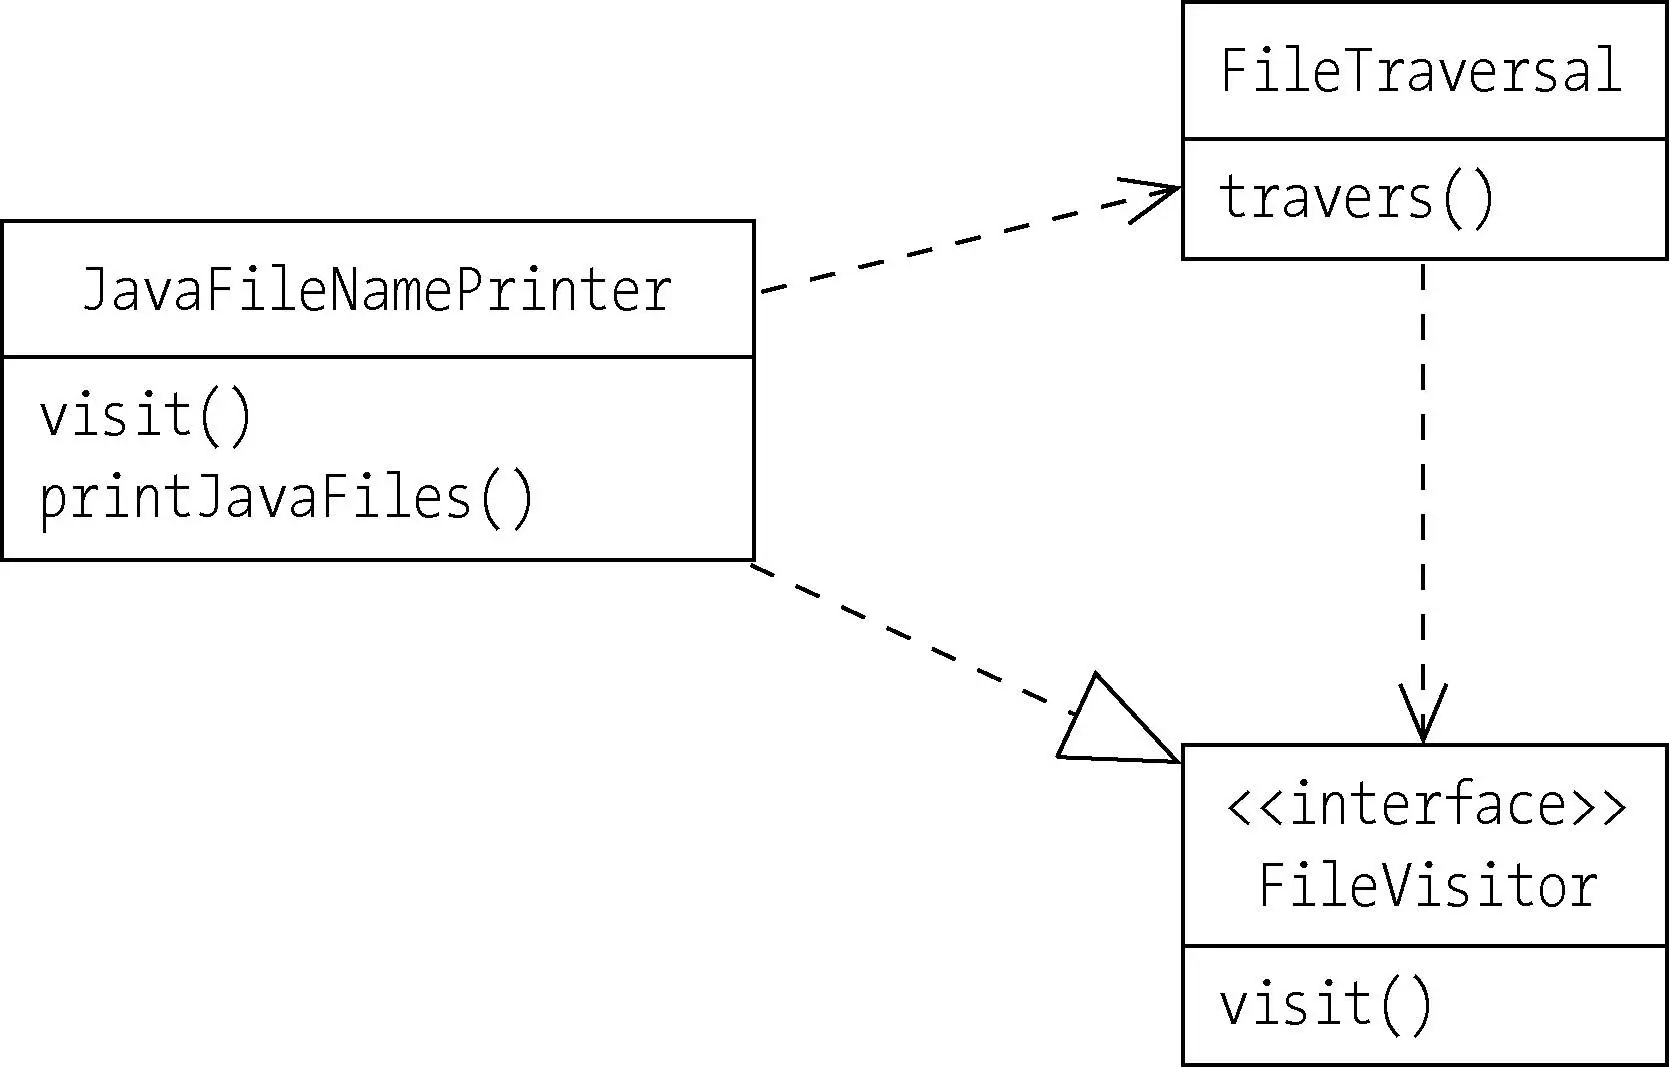 FileTraversal
travers()
JavaFileNamePrinter
visit()
printJavaFiles()
<<interface>>
FileVisitor
visit()